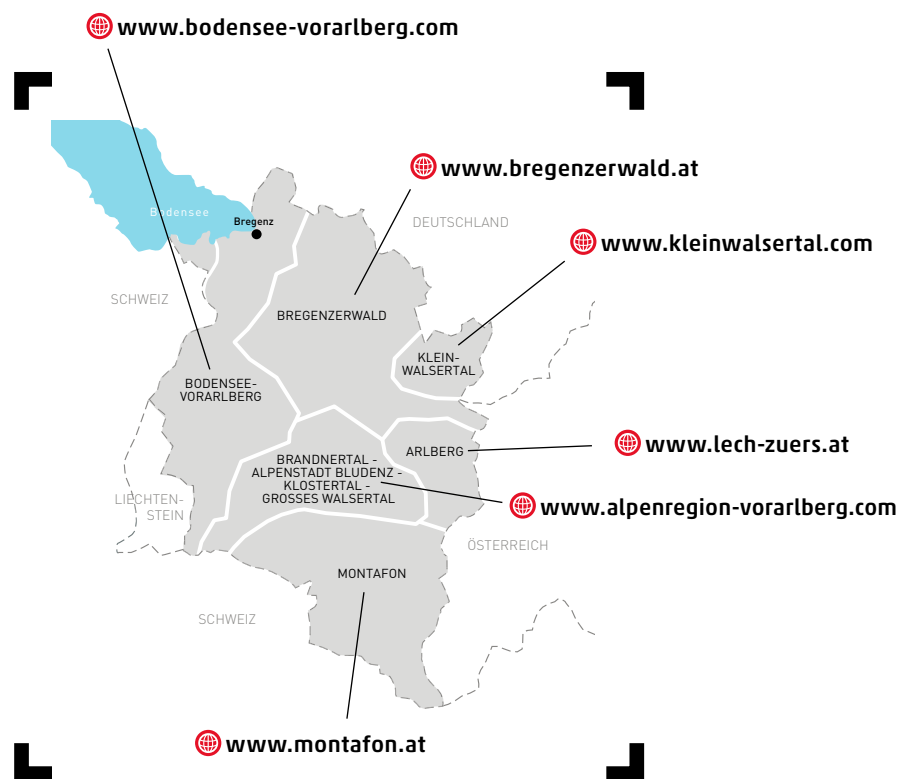 www.bodensee-vorarlberg.com
www.bregenzerwald.at
Bodensee
Bregenz
DEUTSCHLAND
www.kleinwalsertal.com
SCHWEIZ
BREGENZERWALD
KLEIN-
WALSERTAL
BODENSEE-
VORARLBERG
ARLBERG
www.lech-zuers.at
BRANDNERTAL -
ALPENSTADT BLUDENZ -
KLOSTERTAL -
GROSSES WALSERTAL
LIECHTEN-
STEIN
www.alpenregion-vorarlberg.com
ÖSTERREICH
MONTAFON
SCHWEIZ
www.montafon.at